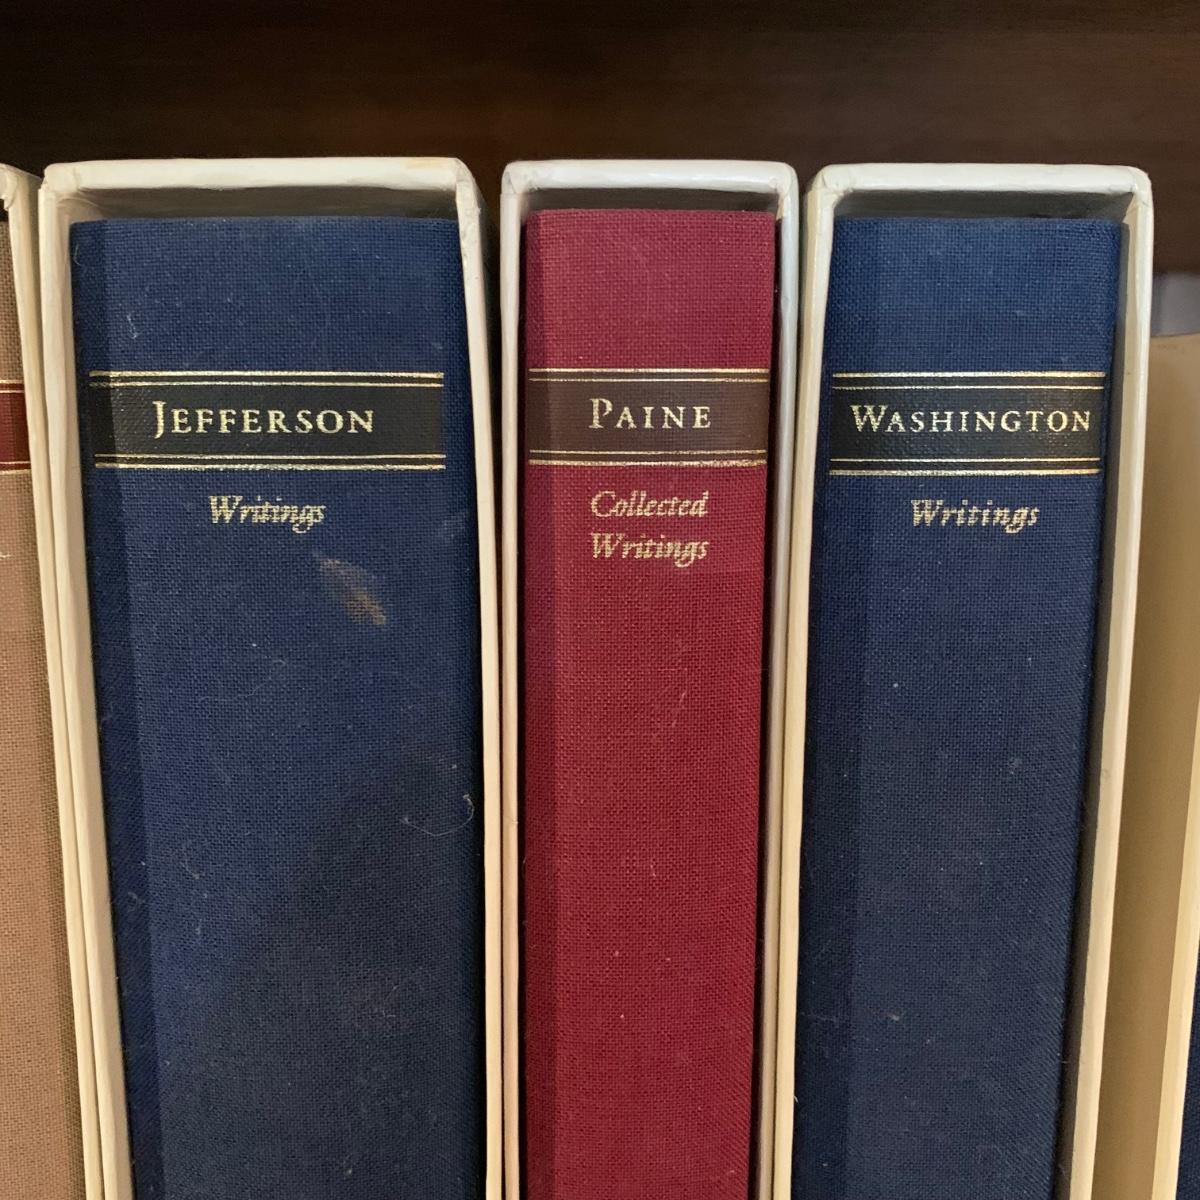 JEFFERSON
Writings
PAINE
Collected
Writings
WASHINGTON
Writings